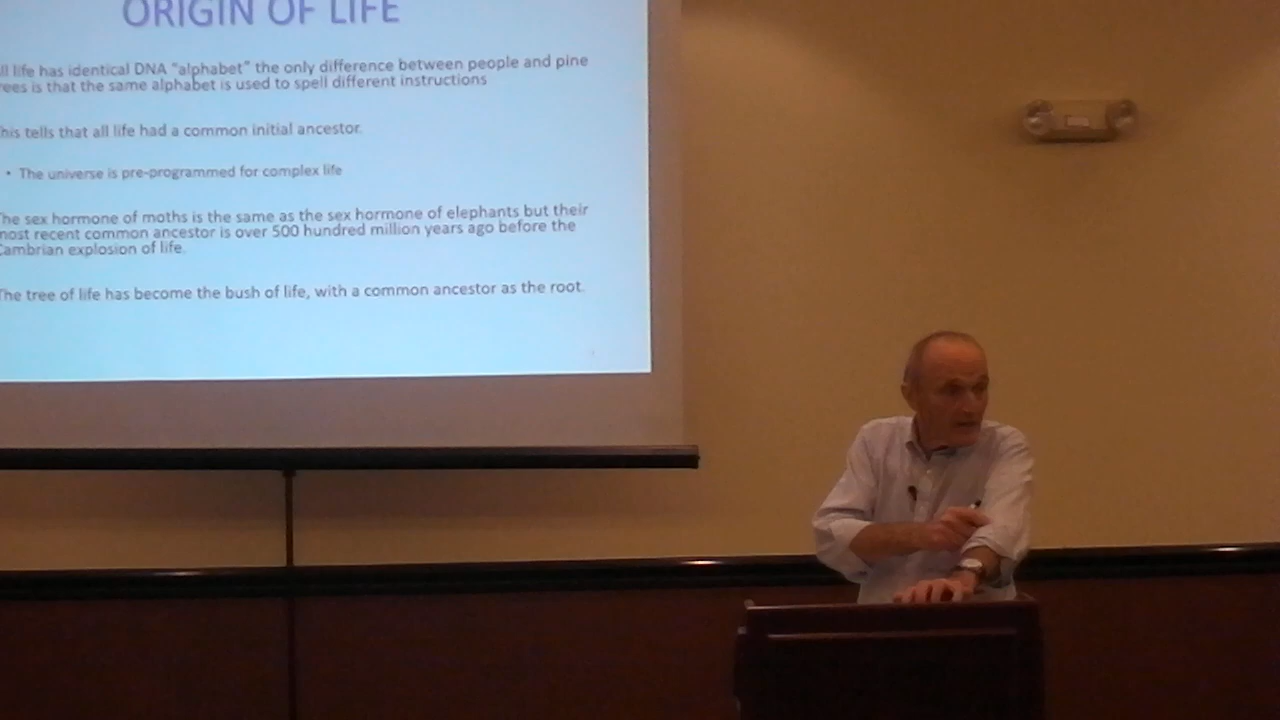 ORIGIN OF LIFE
ll life has identical DNA “alphabet” the only difference between people and pine
rees is that the same alphabet is used to spell different instructions
his tells that all life had a common initial ancestor.
• The universe is pre-programmed for complex life
he sex hormone of moths is the same as the sex hormone of elephants but their
most recent common ancestor is over 500 hundred million years ago before the
Cambrian explosion of life.
The tree of life has become the bush of life, with a common ancestor as the root.